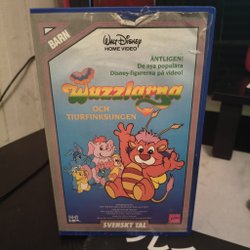 BARN
WALT DISNEY
HOME VIDEO
ÄNTLIGEN!
De nya populära
Disney-figurerna på video!
Wuzzlarna
OCH
TJURFINKSUNGEN
SVENSKT TAL